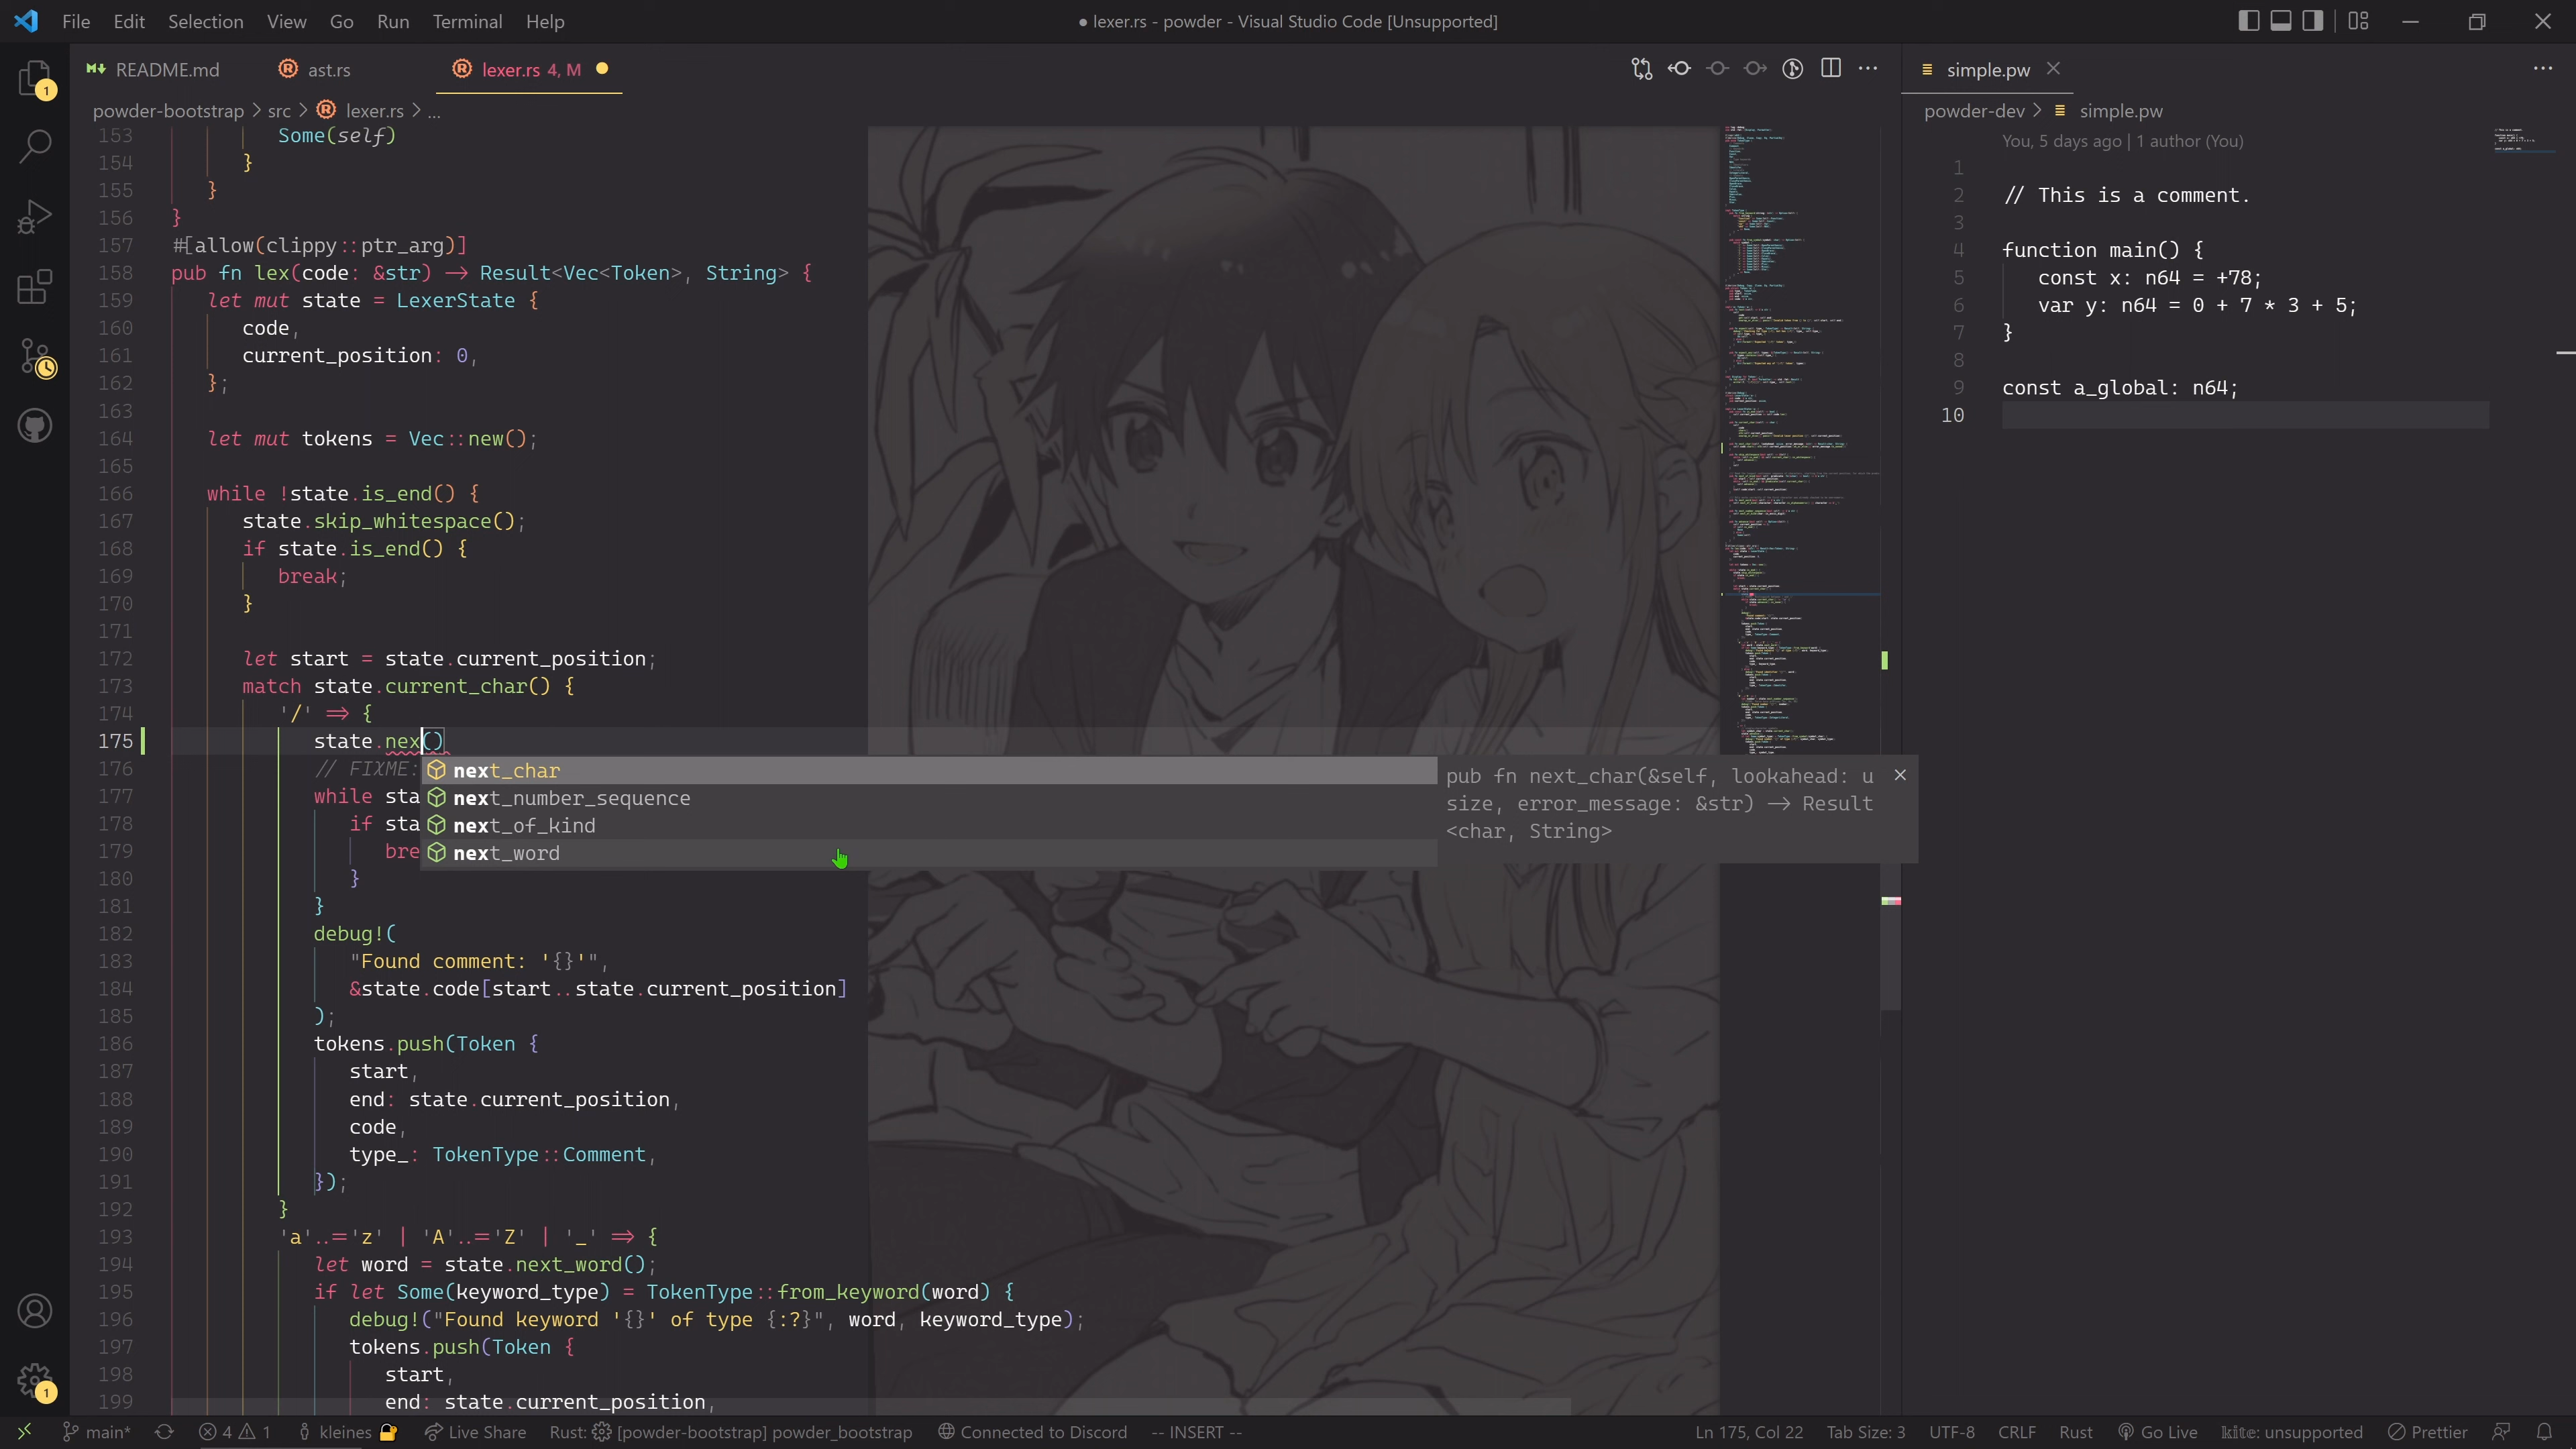 File Edit Selection View Go Run Terminal Help
● lexer.rs - powder - Visual Studio Code [Unsupported]
README.md
ast.rs
lexer.rs 4, M
powder-bootstrap > src > lexer.rs > ...
153 Some(self)
154 }
155 }
156 }
157 #[allow(clippy::ptr_arg)]
158 pub fn lex(code: &str) -> Result<Vec<Token>, String> {
159 let mut state = LexerState {
160 code,
161 current_position: 0,
162 };
163
164 let mut tokens = Vec::new();
165
166 while !state.is_end() {
167 state.skip_whitespace();
168 if state.is_end() {
169 break;
170 }
171
172 let start = state.current_position;
173 match state.current_char() {
174 '/' => {
175 state.nex()
176 // FIXME:
177 while sta
178 if sta
179 bre
180 }
181 }
182 debug!(
183 "Found comment: '{}'",
184 &state.code[start..state.current_position]
185 );
186 tokens.push(Token {
187 start,
188 end: state.current_position,
189 code,
190 type_: TokenType::Comment,
191 });
192 }
193 'a'..='z' | 'A'..='Z' | '_' => {
194 let word = state.next_word();
195 if let Some(keyword_type) = TokenType::from_keyword(word) {
196 debug!("Found keyword '{}' of type {:?}", word, keyword_type);
197 tokens.push(Token {
198 start,
199 end: state.current_position,
next_char
next_number_sequence
next_of_kind
next_word
pub fn next_char(&self, lookahead: u
size, error_message: &str) -> Result
<char, String>
simple.pw
powder-dev > simple.pw
You, 5 days ago | 1 author (You)
1
2 // This is a comment.
3
4 function main() {
5 const x: n64 = +78;
6 var y: n64 = 0 + 7 * 3 + 5;
7 }
8
9 const a_global: n64;
10
1
1
main* 4 1 kleines Live Share Rust: [powder-bootstrap] powder_bootstrap Connected to Discord -- INSERT -- Ln 175, Col 22 Tab Size: 3 UTF-8 CRLF Rust Go Live kite: unsupported Prettier